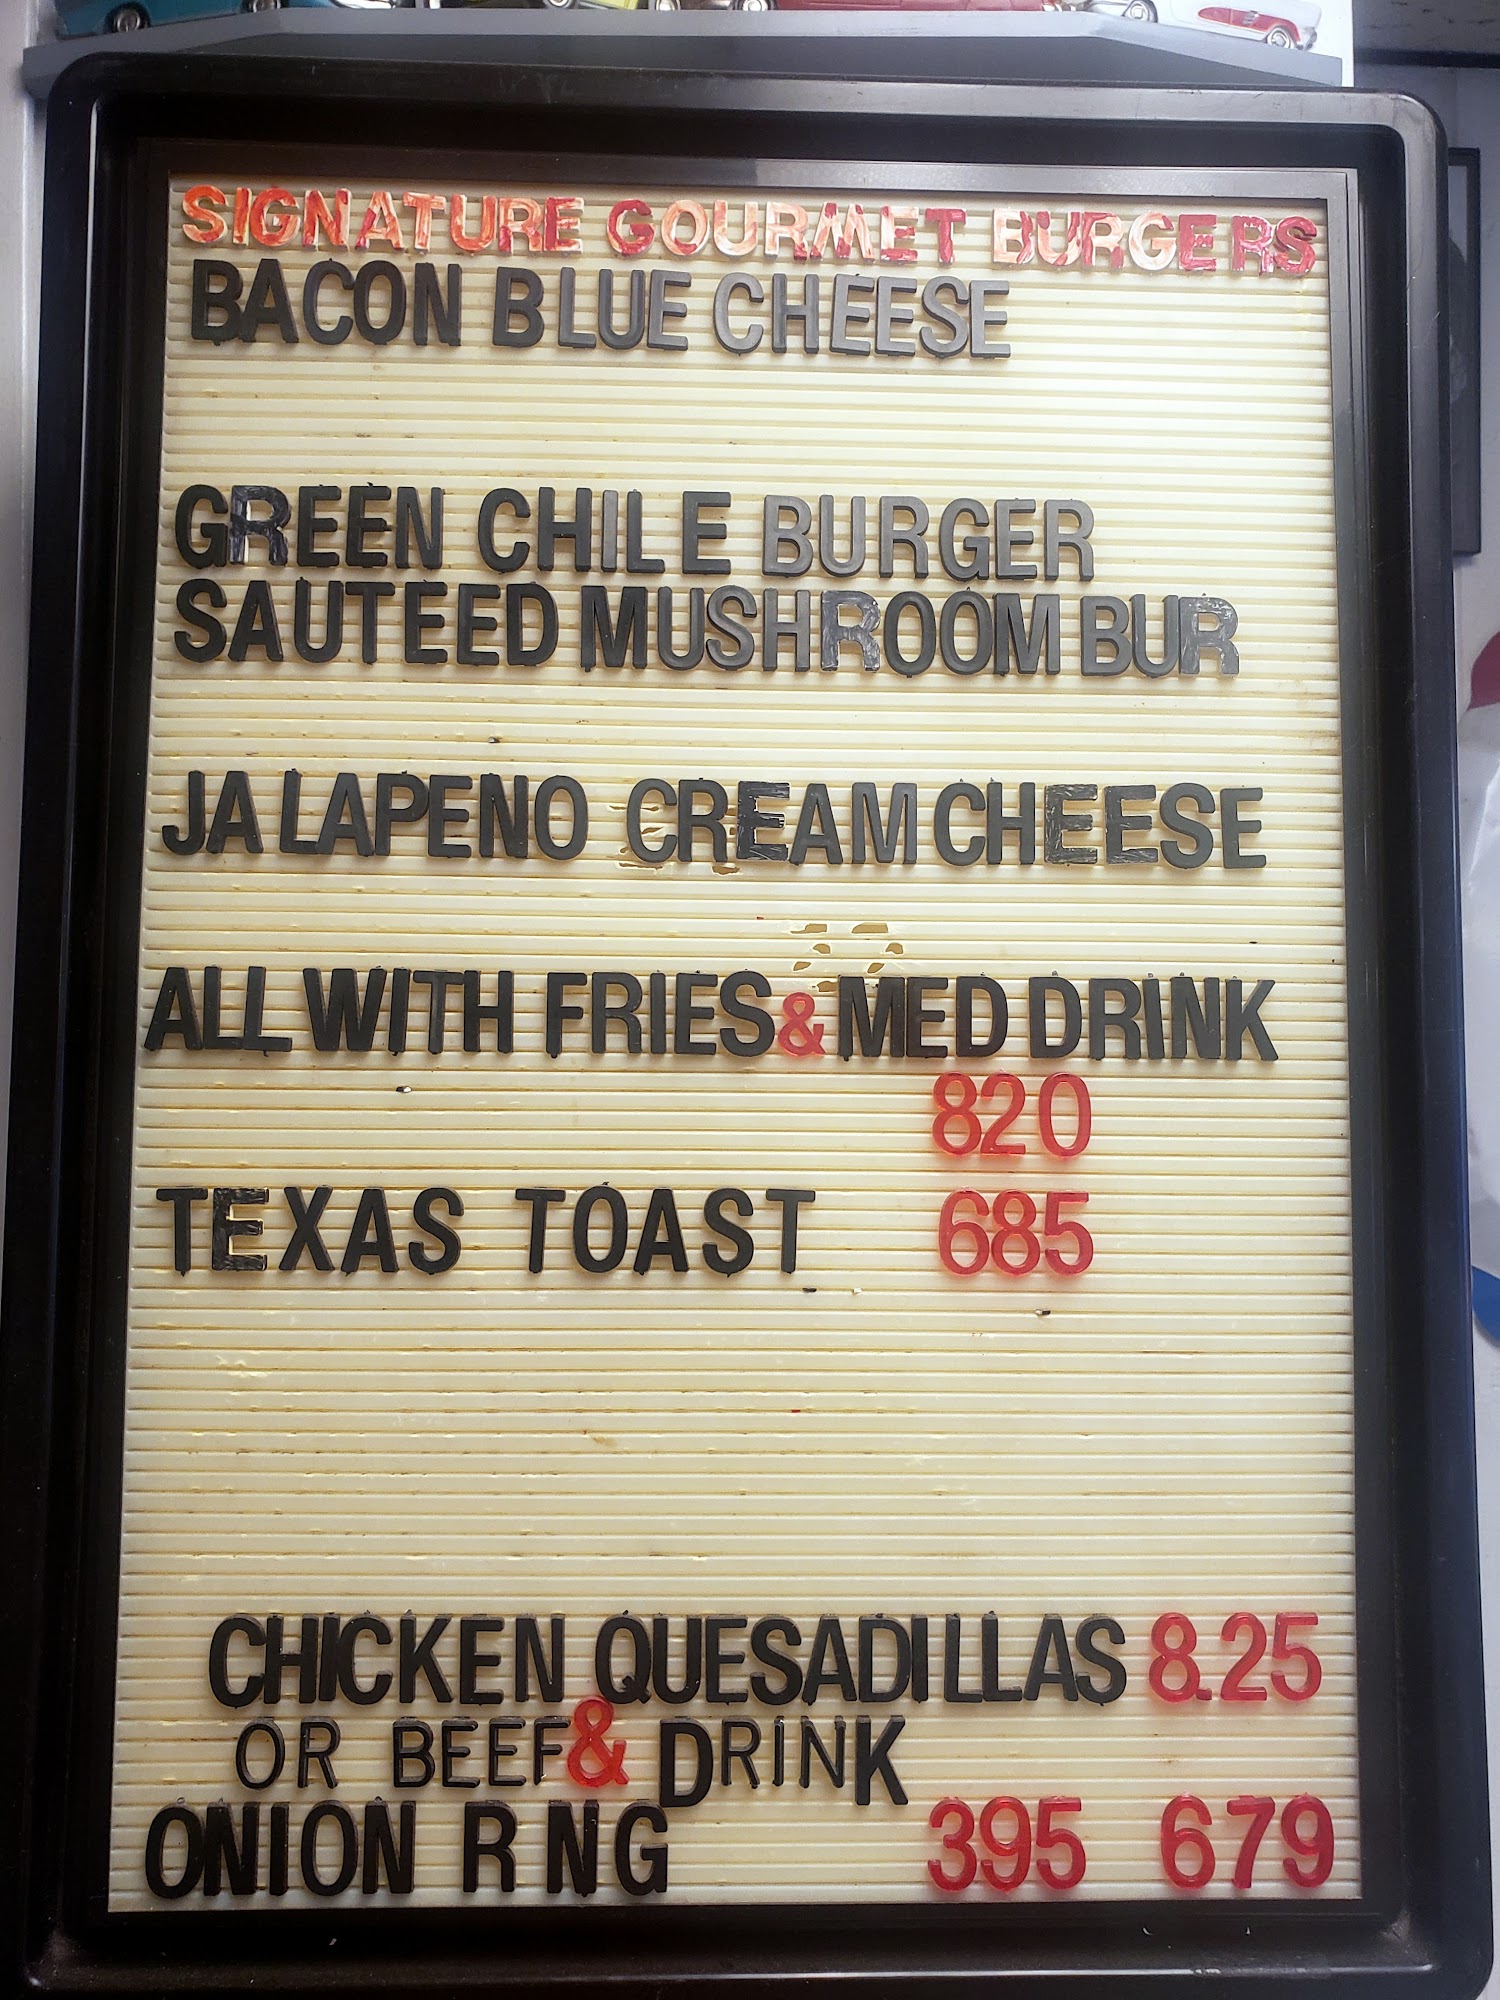 SIGNATURE GOURMET BURGERS
BACON BLUE CHEESE
GREEN CHILE BURGER
SAUTEED MUSHROOM BUR
JALAPENO CREAM CHEESE
ALL WITH FRIES & MED DRINK
820
TEXAS TOAST 685
CHICKEN QUESADILLAS 8.25
OR BEEF & DRINK
ONION R NG 395 679